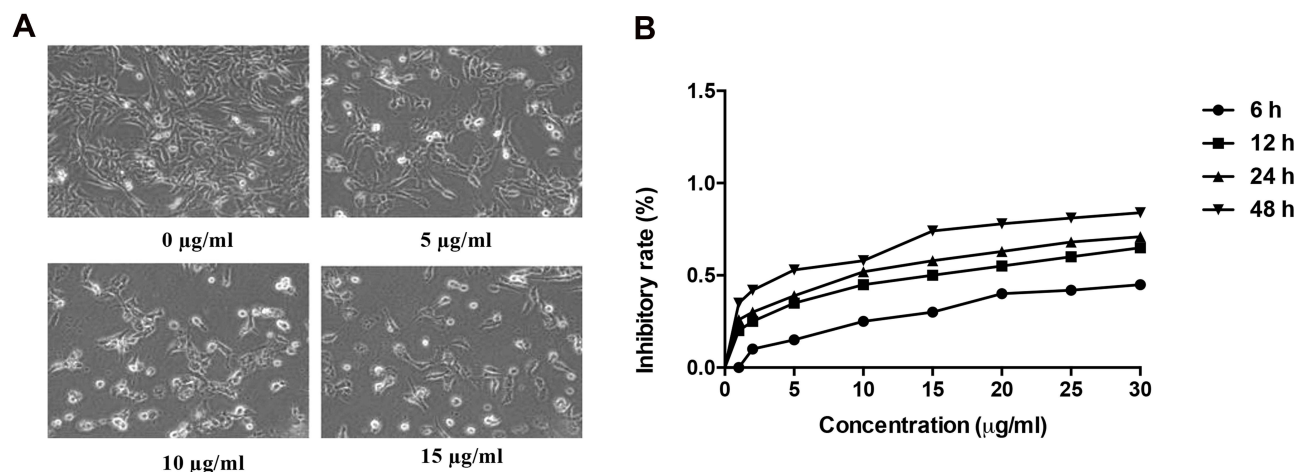 A
0 µg/ml
5 µg/ml
10 µg/ml
15 µg/ml
B
Inhibitory rate (%)
1.5
1.0
0.5
0.0
0 5 10 15 20 25 30
Concentration (µg/ml)
6 h
12 h
24 h
48 h